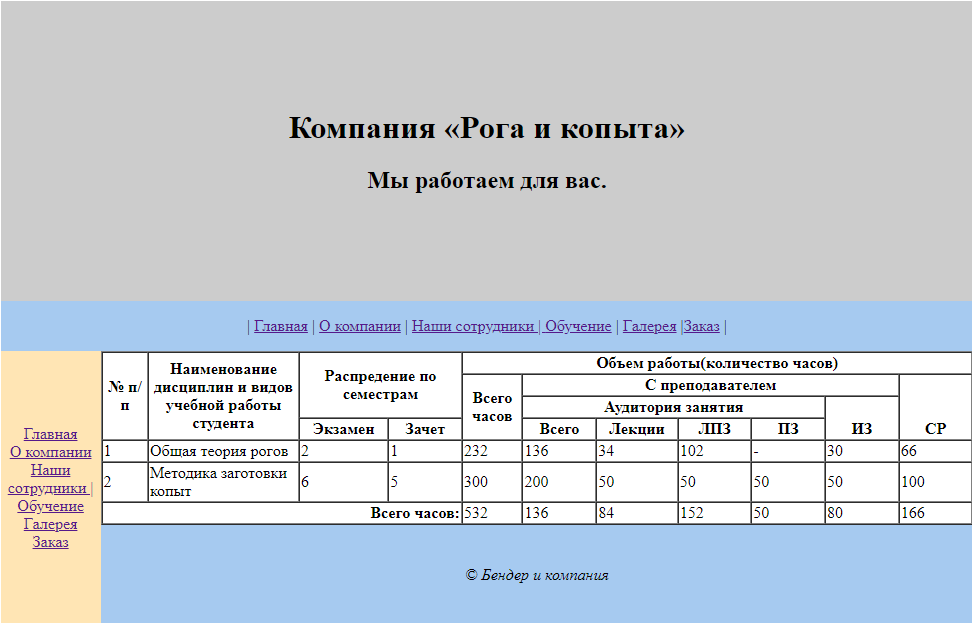 Компания «Рога и копыта»
Мы работаем для вас.
| Главная | О компании | Наши сотрудники | Обучение | Галерея |Заказ |
Главная
О компании
Наши
сотрудники |
Обучение
Галерея
Заказ
№ п/
п
Наименование
дисциплин и видов
учебной работы
студента
Распредение по
семестрам
Объем работы(количество часов)
Всего
часов
С преподавателем
СР
Аудитория занятия
ИЗ
Экзамен Зачет Всего Лекции ЛПЗ ПЗ
1 Общая теория рогов 2 1 232 136 34 102 - 30 66
2 Методика заготовки
копыт 6 5 300 200 50 50 50 50 100
Всего часов: 532 136 84 152 50 80 166
© Бендер и компания